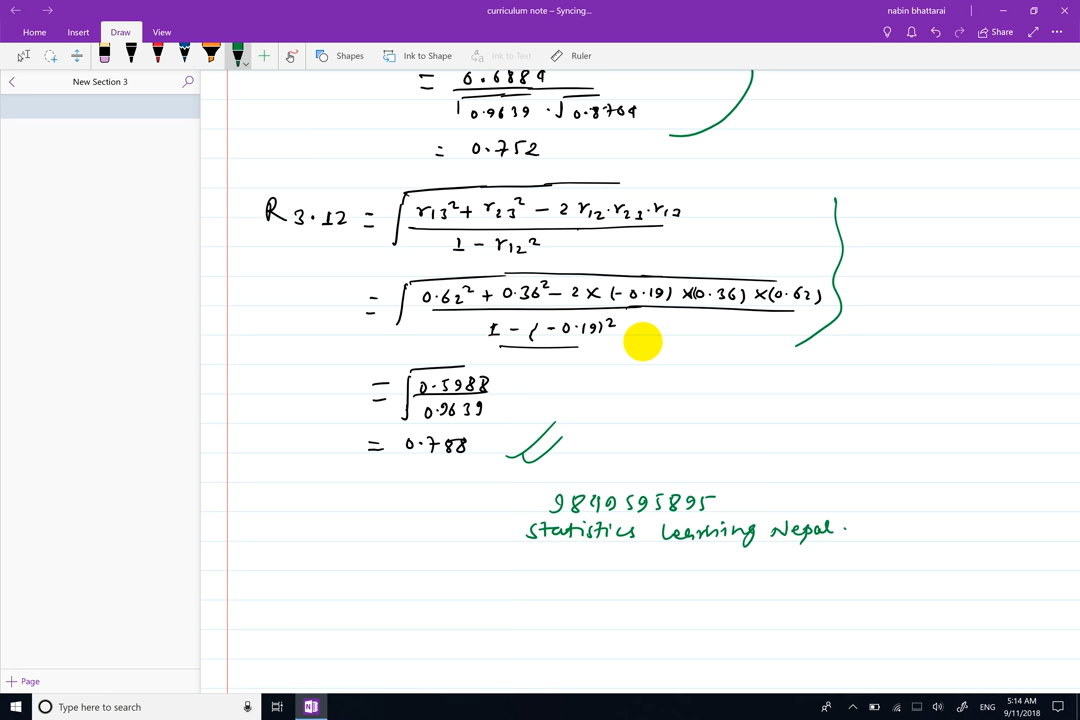 curriculum note – Syncing...
nabin bhattarai
Home Insert Draw View
Share
Shapes Ink to Shape Ink to Text Ruler
New Section 3
= 0.6884
√0.9639 · √0.8704
= 0.752
R 3.12 = √ r13² + r23² – 2 r12 · r23 · r13
1 – r12²
= √ 0.62² + 0.36² – 2 × (–0.19) × (0.36) × (0.62)
1 – (–0.19)²
= √ 0.5988
0.9639
= 0.788
9840595895
Statistics Learning Nepal.
+ Page
Type here to search
ENG
5:14 AM
9/11/2018